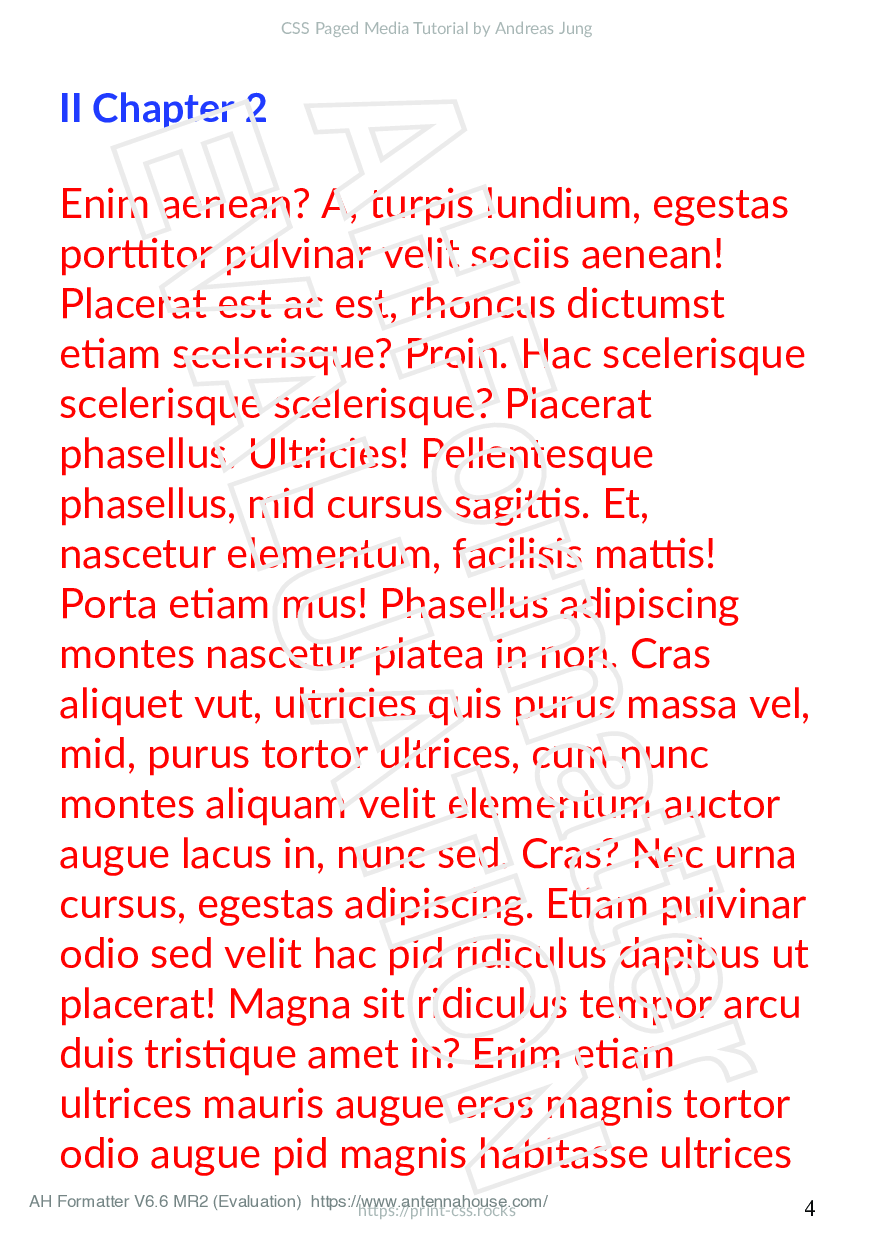 CSS Paged Media Tutorial by Andreas Jung
II Chapter 2
Enim aenean? A, turpis lundium, egestas
porttitor pulvinar velit sociis aenean!
Placerat est ac est, rhoncus dictumst
etiam scelerisque? Proin. Hac scelerisque
scelerisque scelerisque? Placerat
phasellus. Ultricies! Pellentesque
phasellus, mid cursus sagittis. Et,
nascetur elementum, facilisis mattis!
Porta etiam mus! Phasellus adipiscing
montes nascetur platea in non. Cras
aliquet vut, ultricies quis purus massa vel,
mid, purus tortor ultrices, cum nunc
montes aliquam velit elementum auctor
augue lacus in, nunc sed. Cras? Nec urna
cursus, egestas adipiscing. Etiam pulvinar
odio sed velit hac pid ridiculus dapibus ut
placerat! Magna sit ridiculus tempor arcu
duis tristique amet in? Enim etiam
ultrices mauris augue eros magnis tortor
odio augue pid magnis habitasse ultrices
AH Formatter V6.6 MR2 (Evaluation) https://www.antennahouse.com/
https://print-css.rocks
4
AHFormatter
EVALUATION